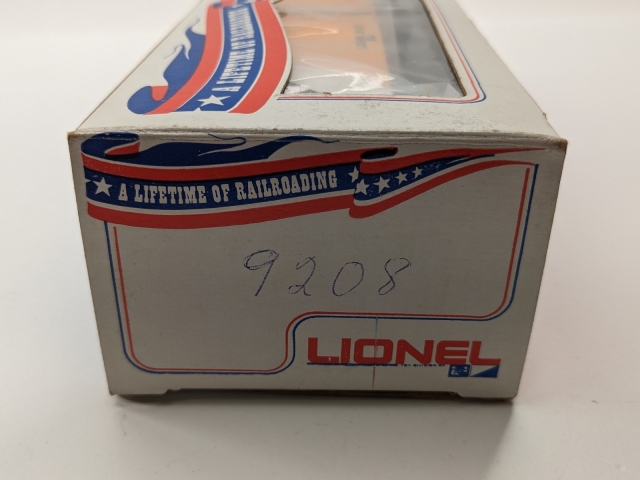 A LIFETIME OF RAILROADING
A LIFETIME OF RAILROADING
9208
LIONEL